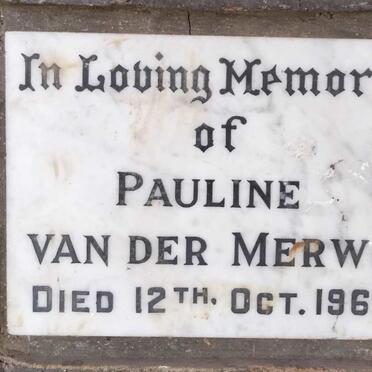 In Loving Memor
of
PAULINE
VAN DER MERW
DIED 12TH. OCT. 196